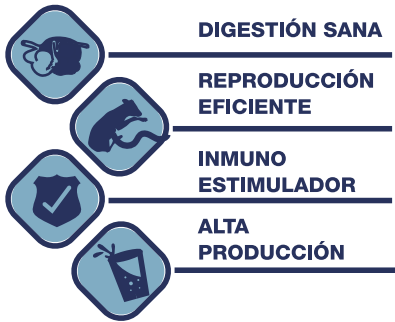 DIGESTIÓN SANA
REPRODUCCIÓN
EFICIENTE
INMUNO
ESTIMULADOR
ALTA
PRODUCCIÓN